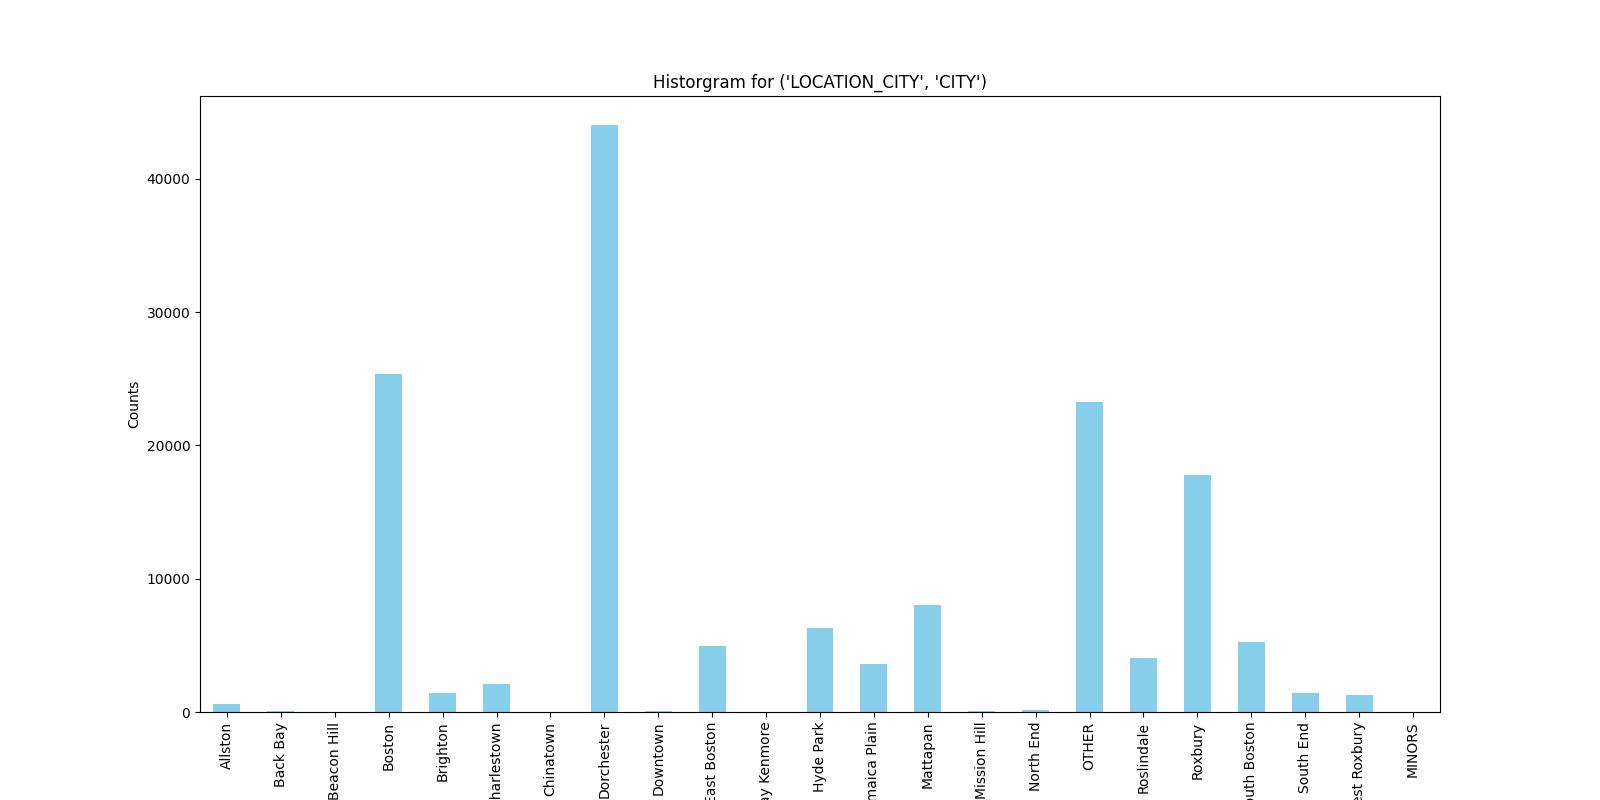 Historgram for ('LOCATION_CITY', 'CITY')
40000
30000
20000
10000
0
Counts
Allston
Back Bay
Beacon Hill
Boston
Brighton
harlestown
Chinatown
Dorchester
Downtown
East Boston
ay Kenmore
Hyde Park
maica Plain
Mattapan
Mission Hill
North End
OTHER
Roslindale
Roxbury
outh Boston
South End
est Roxbury
MINORS